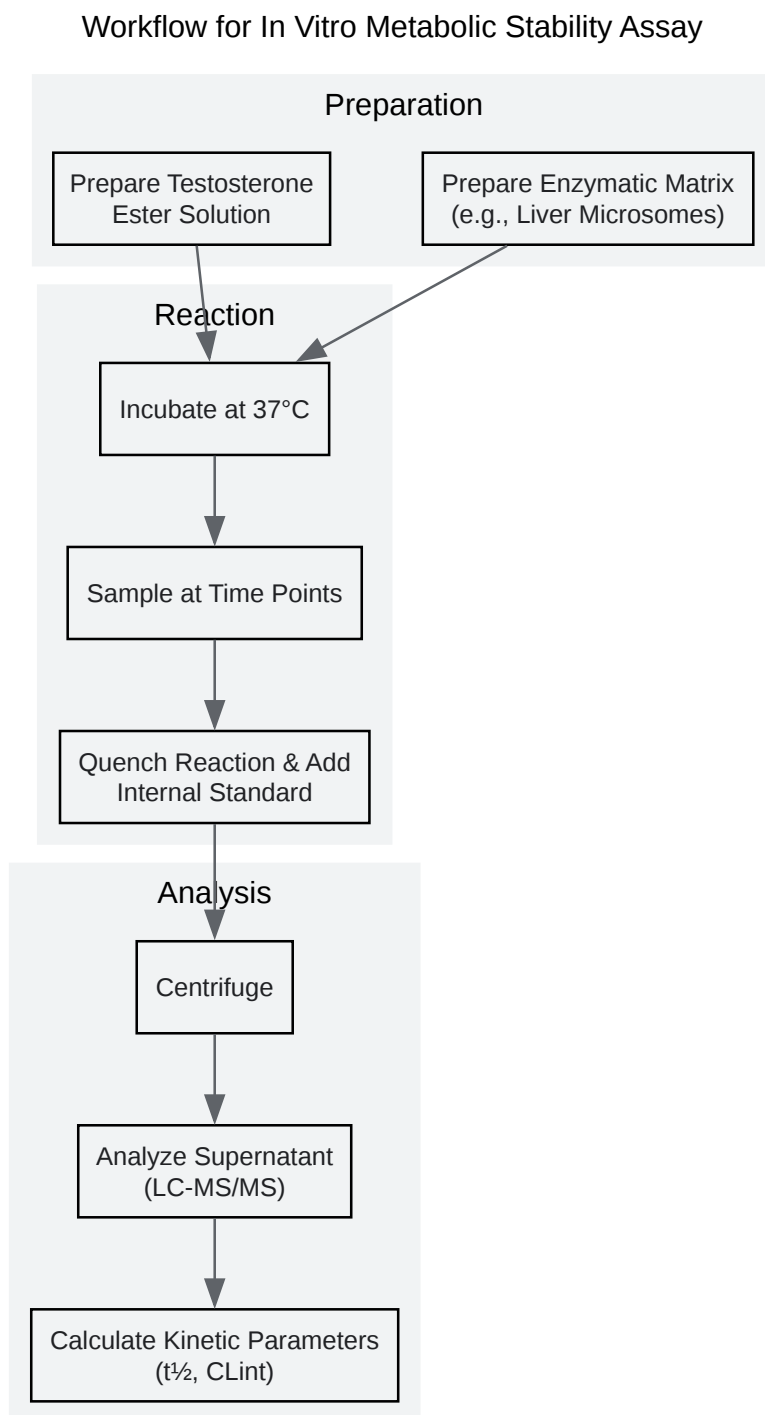 Workflow for In Vitro Metabolic Stability Assay
Preparation
Prepare Testosterone
Ester Solution
Prepare Enzymatic Matrix
(e.g., Liver Microsomes)
Reaction
Incubate at 37°C
Sample at Time Points
Quench Reaction & Add
Internal Standard
Analysis
Centrifuge
Analyze Supernatant
(LC-MS/MS)
Calculate Kinetic Parameters
(t½, CLint)